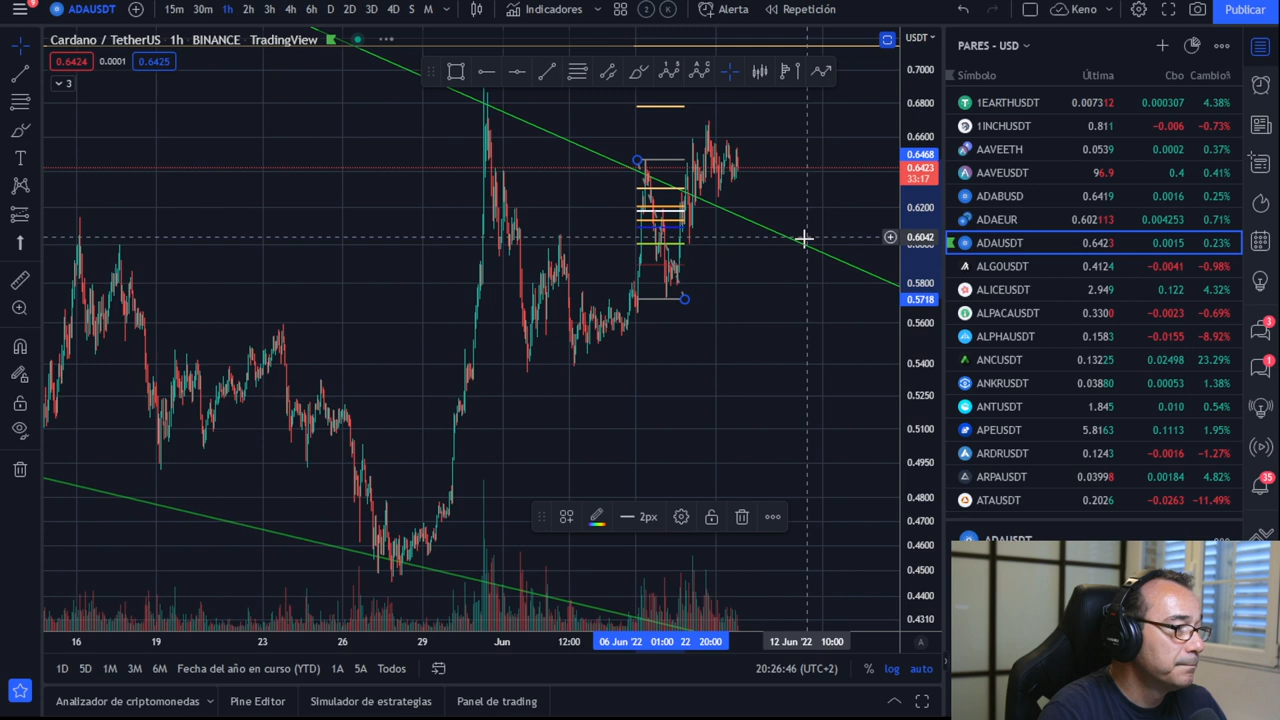 9
ADAUSDT
15m 30m 1h 2h 3h 4h 6h D 2D 3D 4D S M
Indicadores
2
K
Alerta
Repetición
Keno
Publicar
Cardano / TetherUS · 1h · BINANCE · TradingView
0.6424 0.0001 0.6425
3
USDT
0.7000
0.6800
0.6600
0.6468
0.6423
33:17
0.6200
0.6042
0.5800
0.5718
0.5600
0.5400
0.5250
0.5100
0.4950
0.4800
0.4700
0.4600
0.4500
0.4400
0.4310
2px
16 19 23 26 29 Jun 12:00 06 Jun '22 01:00 22 20:00 12 Jun '22 10:00
A
1D 5D 1M 3M 6M Fecha del año en curso (YTD) 1A 5A Todos
20:26:46 (UTC+2) % log auto
Analizador de criptomonedas Pine Editor Simulador de estrategias Panel de trading
PARES - USD
Símbolo Última Cbo Cambio%
1EARTHUSDT 0.007312 0.000307 4.38%
1INCHUSDT 0.811 −0.006 −0.73%
AAVEETH 0.0539 0.0002 0.37%
AAVEUSDT 96.9 0.4 0.41%
ADABUSD 0.6419 0.0016 0.25%
ADAEUR 0.602113 0.004253 0.71%
ADAUSDT 0.6423 0.0015 0.23%
ALGOUSDT 0.4124 −0.0041 −0.98%
ALICEUSDT 2.949 0.122 4.32%
ALPACAUSDT 0.3300 −0.0023 −0.69%
ALPHAUSDT 0.1583 −0.0155 −8.92%
ANCUSDT 0.13225 0.02498 23.29%
ANKRUSDT 0.03880 0.00053 1.38%
ANTUSDT 1.845 0.010 0.54%
APEUSDT 5.8163 0.1113 1.95%
ARDRUSDT 0.1243 −0.0016 −1.27%
ARPAUSDT 0.03998 0.00184 4.82%
ATAUSDT 0.2026 −0.0263 −11.49%
ADAUSDT
3
1
35